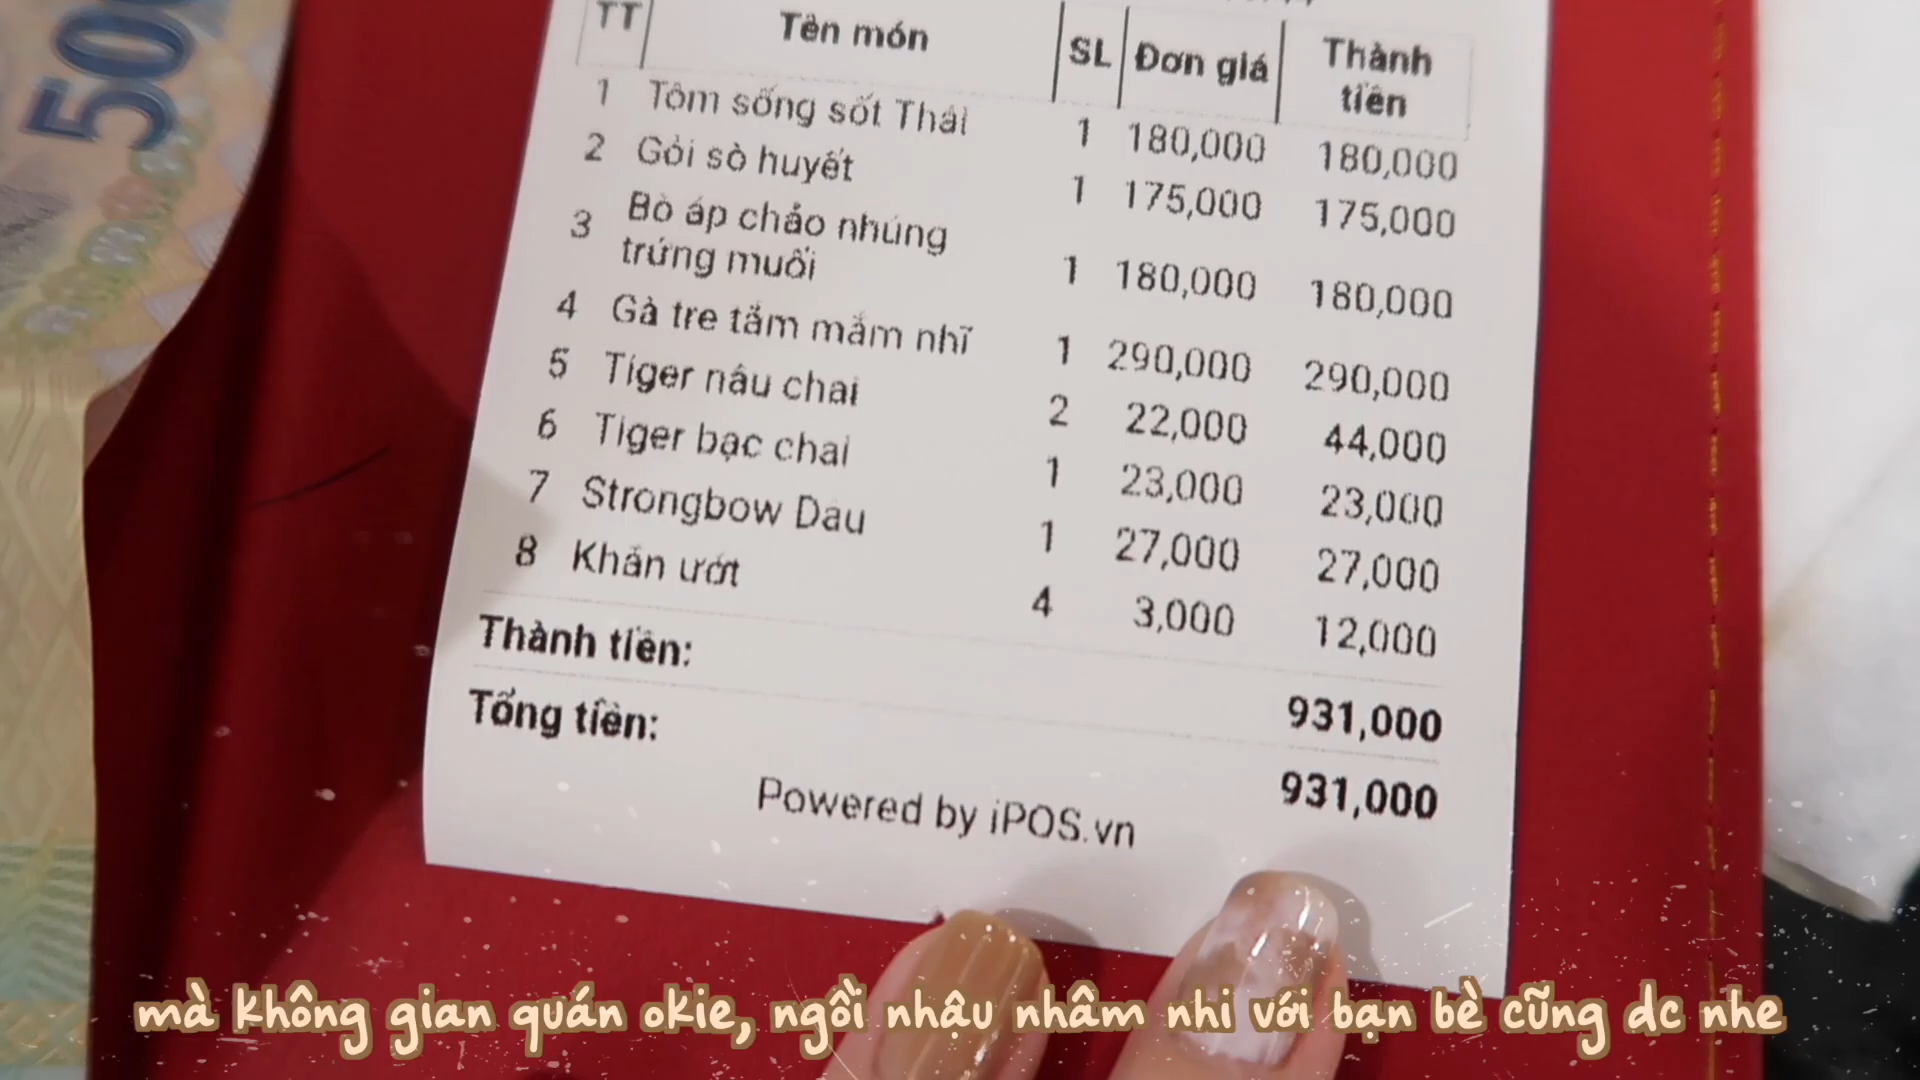 50
TT Tên món SL Đơn giá Thành tiền
1 Tôm sống sốt Thái 1 180,000 180,000
2 Gỏi sò huyết 1 175,000 175,000
3 Bò áp chảo nhúng
trứng muối 1 180,000 180,000
4 Gà tre tắm mắm nhĩ 1 290,000 290,000
5 Tiger nâu chai 2 22,000 44,000
6 Tiger bạc chai 1 23,000 23,000
7 Strongbow Dau 1 27,000 27,000
8 Khăn ướt 4 3,000 12,000
Thành tiền: 931,000
Tổng tiền: 931,000
Powered by iPOS.vn
mà không gian quán okie, ngồi nhậu nhâm nhi với bạn bè cũng dc nhe